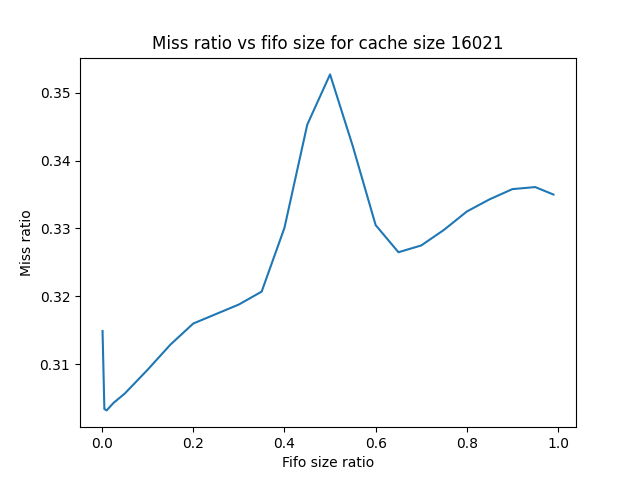 Miss ratio vs fifo size for cache size 16021
0.35
0.34
0.33
0.32
0.31
Miss ratio
0.0 0.2 0.4 0.6 0.8 1.0
Fifo size ratio